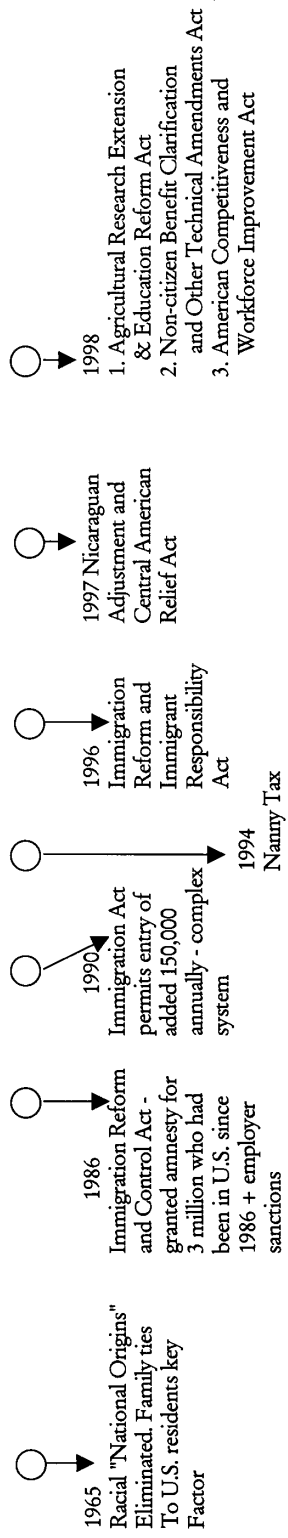 1965
Racial "National Origins"
Eliminated. Family ties
To U.S. residents key
Factor
1986
Immigration Reform
and Control Act -
granted amnesty for
3 million who had
been in U.S. since
1986 + employer
sanctions
1990
Immigration Act
permits entry of
added 150,000
annually - complex
system
1994
Nanny Tax
1996
Immigration
Reform and
Immigrant
Responsibility
Act
1997 Nicaraguan
Adjustment and
Central American
Relief Act
1998
1. Agricultural Research Extension
& Education Reform Act
2. Non-citizen Benefit Clarification
and Other Technical Amendments Act
3. American Competitiveness and
Workforce Improvement Act